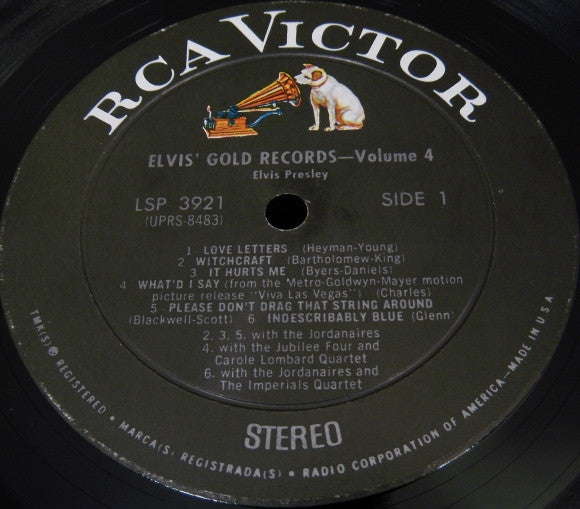 RCA VICTOR
ELVIS' GOLD RECORDS—Volume 4
Elvis Presley
LSP 3921
(UPRS-8483)
SIDE 1
1 LOVE LETTERS (Heyman-Young)
2 WITCHCRAFT (Bartholomew-King)
3 IT HURTS ME (Byers-Daniels)
4 WHAT'D I SAY (from the Metro-Goldwyn-Mayer motion
picture release "Viva Las Vegas") (Charles)
5 PLEASE DON'T DRAG THAT STRING AROUND
(Blackwell-Scott) 6 INDESCRIBABLY BLUE (Glenn)
2, 3, 5. with the Jordanaires
4. with the Jubilee Four and
Carole Lombard Quartet
6. with the Jordanaires and
The Imperials Quartet
STEREO
TMK(S) ® REGISTERED • MARCA(S) REGISTRADA(S) • RADIO CORPORATION OF AMERICA—MADE IN U.S.A